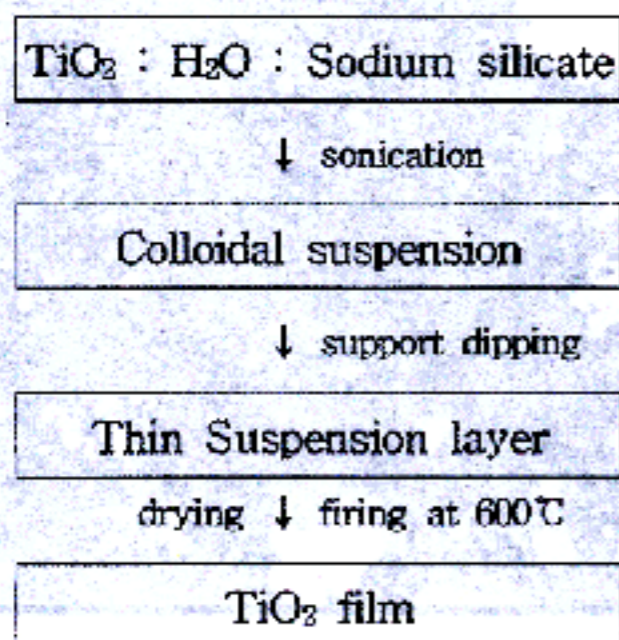 TiO₂ : H₂O : Sodium silicate
↓ sonication
Colloidal suspension
↓ support dipping
Thin Suspension layer
drying ↓ firing at 600℃
TiO₂ film